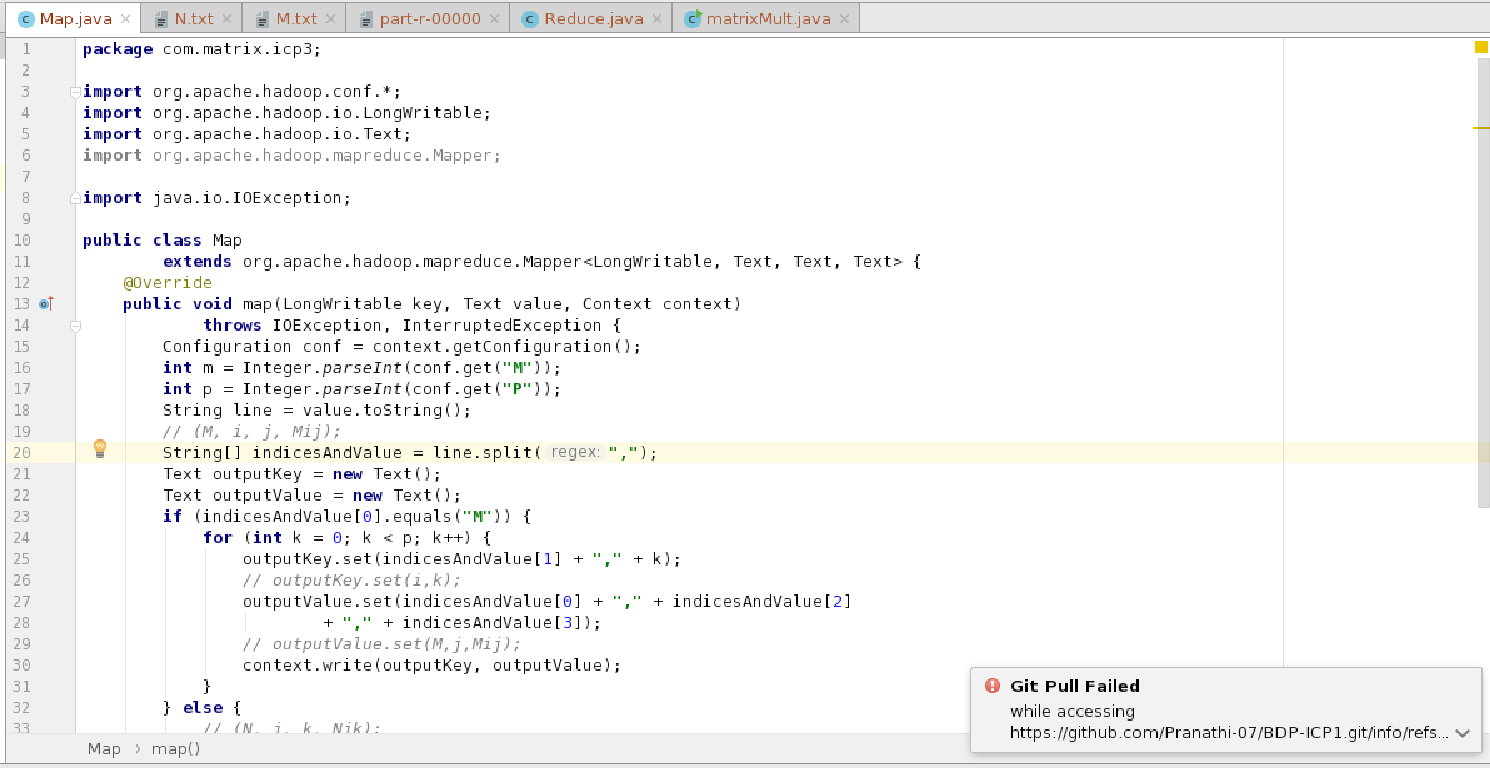 Map.java × N.txt × M.txt × part-r-00000 × Reduce.java × matrixMult.java ×
1 package com.matrix.icp3;
2
3 import org.apache.hadoop.conf.*;
4 import org.apache.hadoop.io.LongWritable;
5 import org.apache.hadoop.io.Text;
6 import org.apache.hadoop.mapreduce.Mapper;
7
8 import java.io.IOException;
9
10 public class Map
11 extends org.apache.hadoop.mapreduce.Mapper<LongWritable, Text, Text, Text> {
12 @Override
13 public void map(LongWritable key, Text value, Context context)
14 throws IOException, InterruptedException {
15 Configuration conf = context.getConfiguration();
16 int m = Integer.parseInt(conf.get("M"));
17 int p = Integer.parseInt(conf.get("P"));
18 String line = value.toString();
19 // (M, i, j, Mij);
20 String[] indicesAndValue = line.split( regex: ",");
21 Text outputKey = new Text();
22 Text outputValue = new Text();
23 if (indicesAndValue[0].equals("M")) {
24 for (int k = 0; k < p; k++) {
25 outputKey.set(indicesAndValue[1] + "," + k);
26 // outputKey.set(i,k);
27 outputValue.set(indicesAndValue[0] + "," + indicesAndValue[2]
28 + "," + indicesAndValue[3]);
29 // outputValue.set(M,j,Mij);
30 context.write(outputKey, outputValue);
31 }
32 } else {
33 // (N, j, k, Njk);
Git Pull Failed
while accessing
https://github.com/Pranathi-07/BDP-ICP1.git/info/refs...
Map > map()